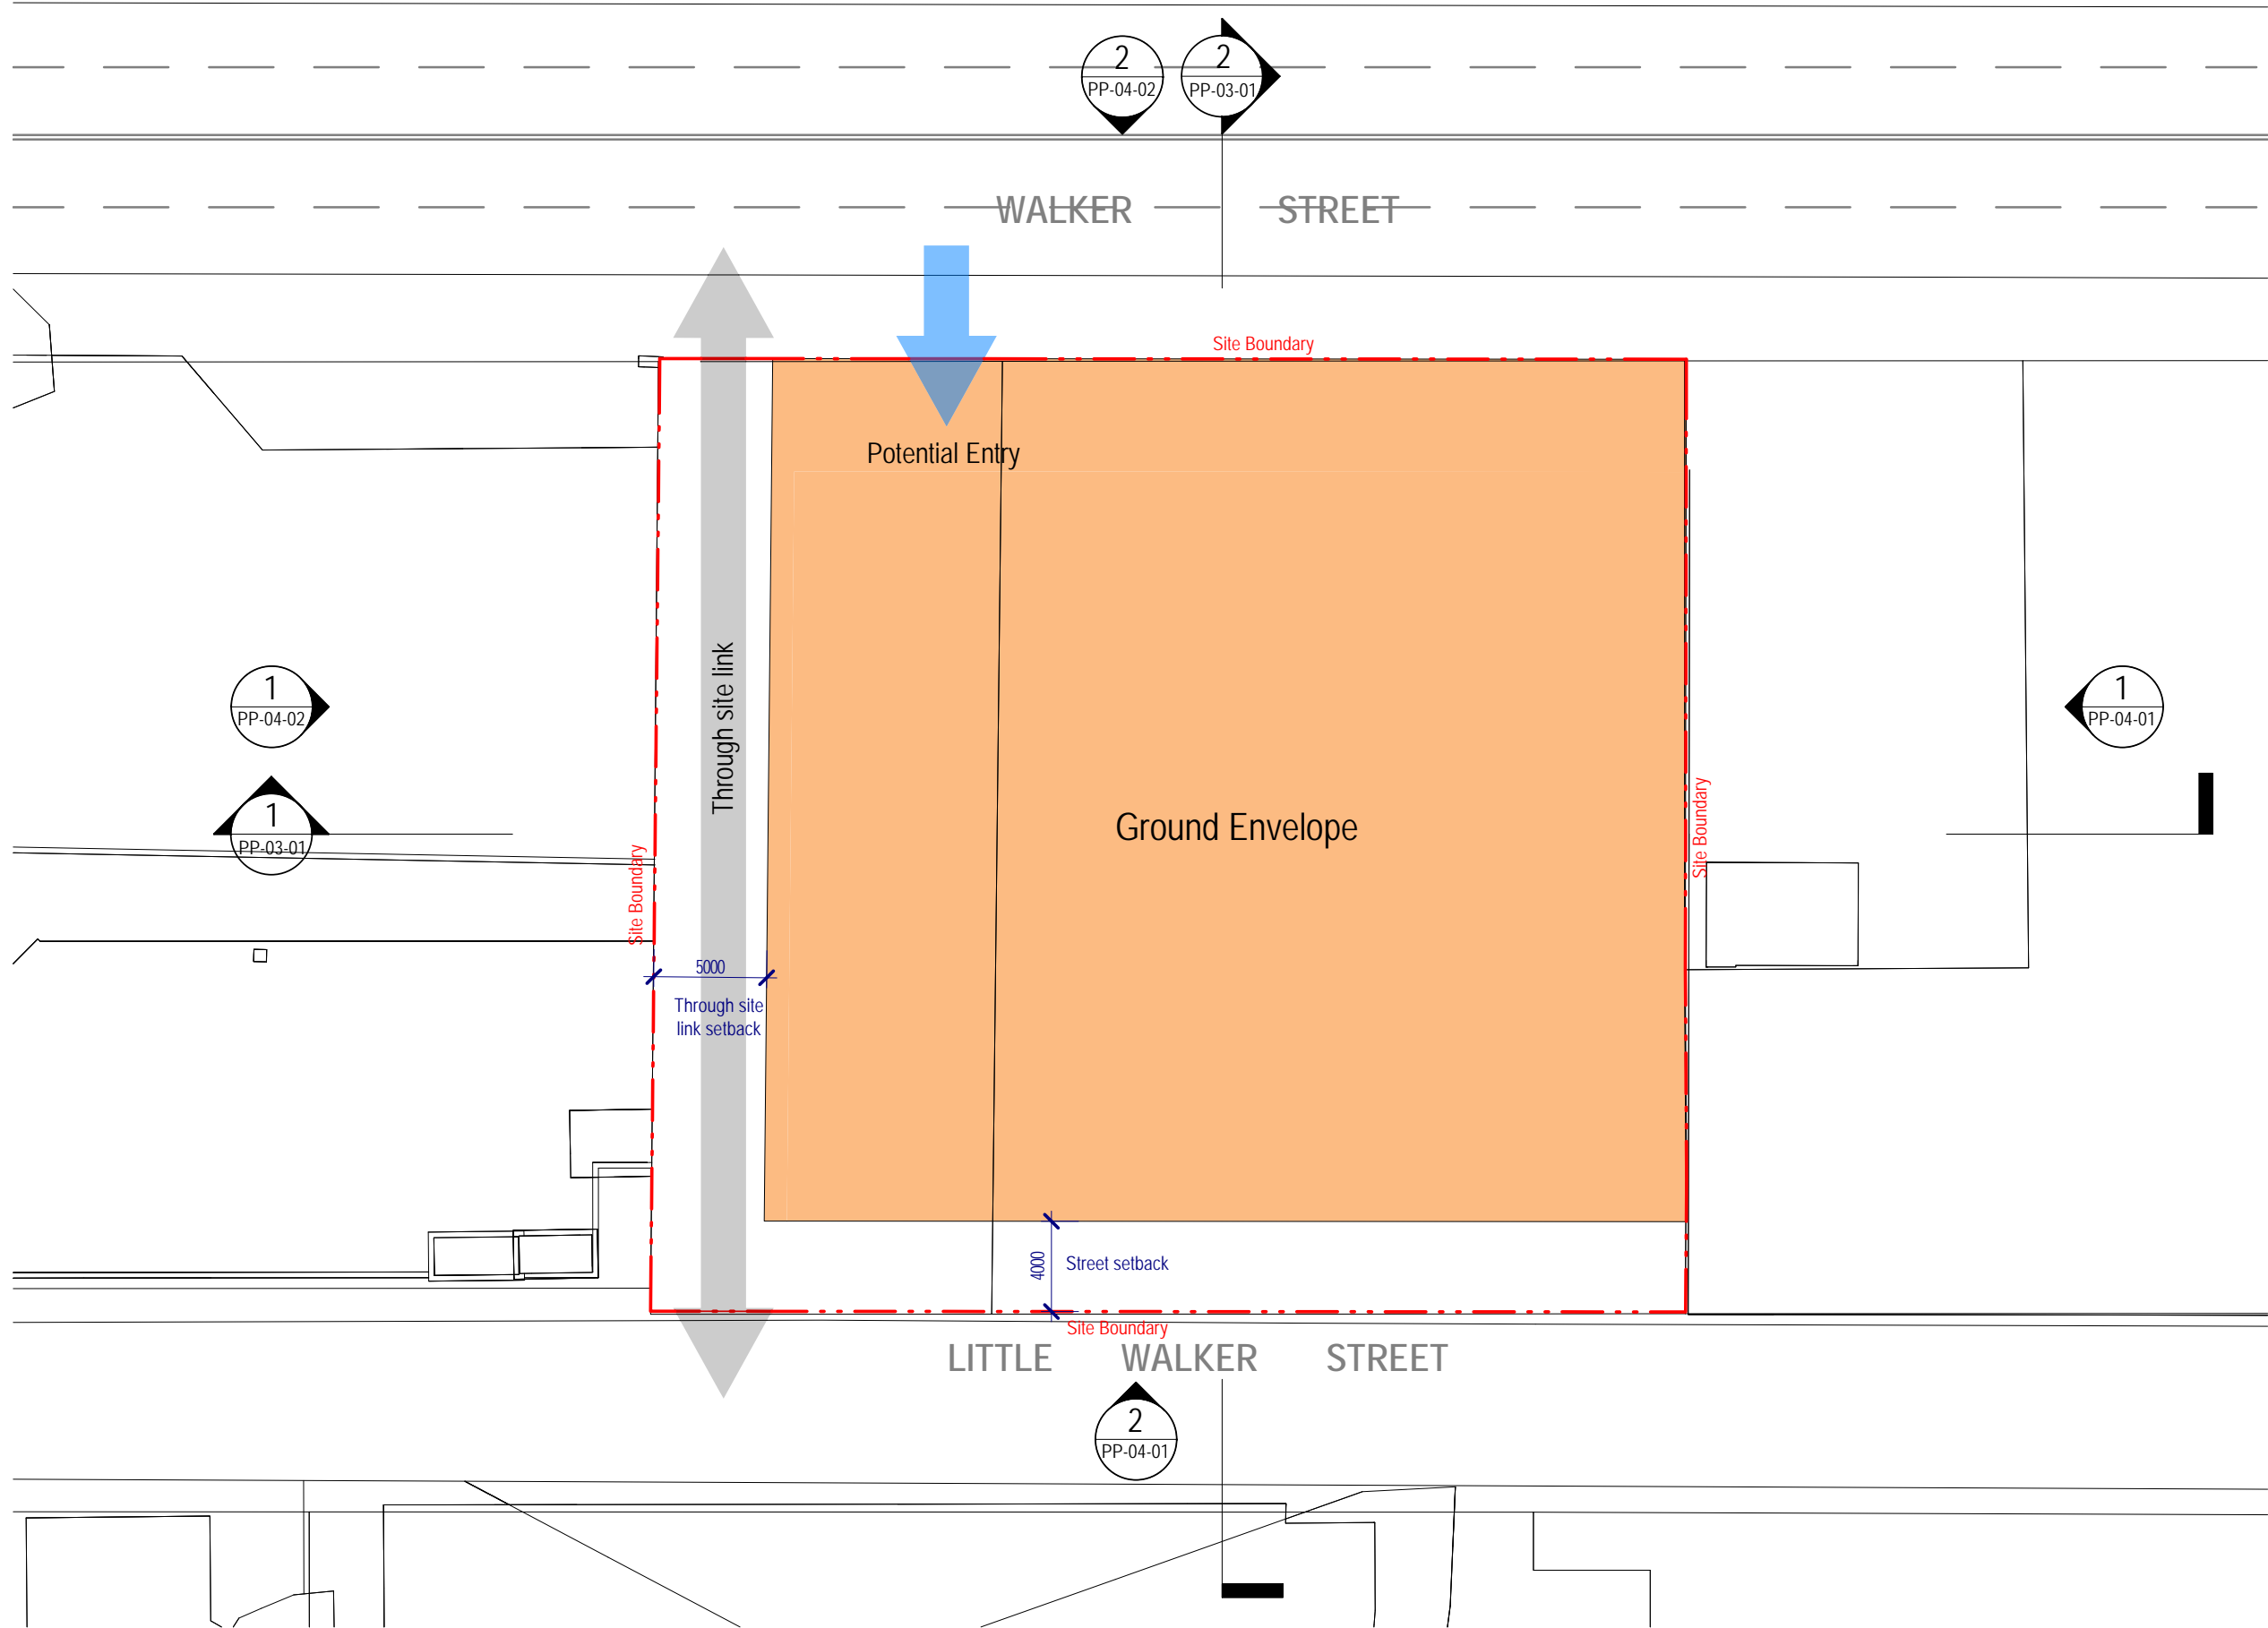 2
PP-04-02
2
PP-03-01
WALKER STREET
Site Boundary
Potential Entry
Through site link
1
PP-04-02
1
PP-04-01
1
PP-03-01
Ground Envelope
Site Boundary
Site Boundary
5000
Through site
link setback
4000
Street setback
Site Boundary
LITTLE WALKER STREET
2
PP-04-01